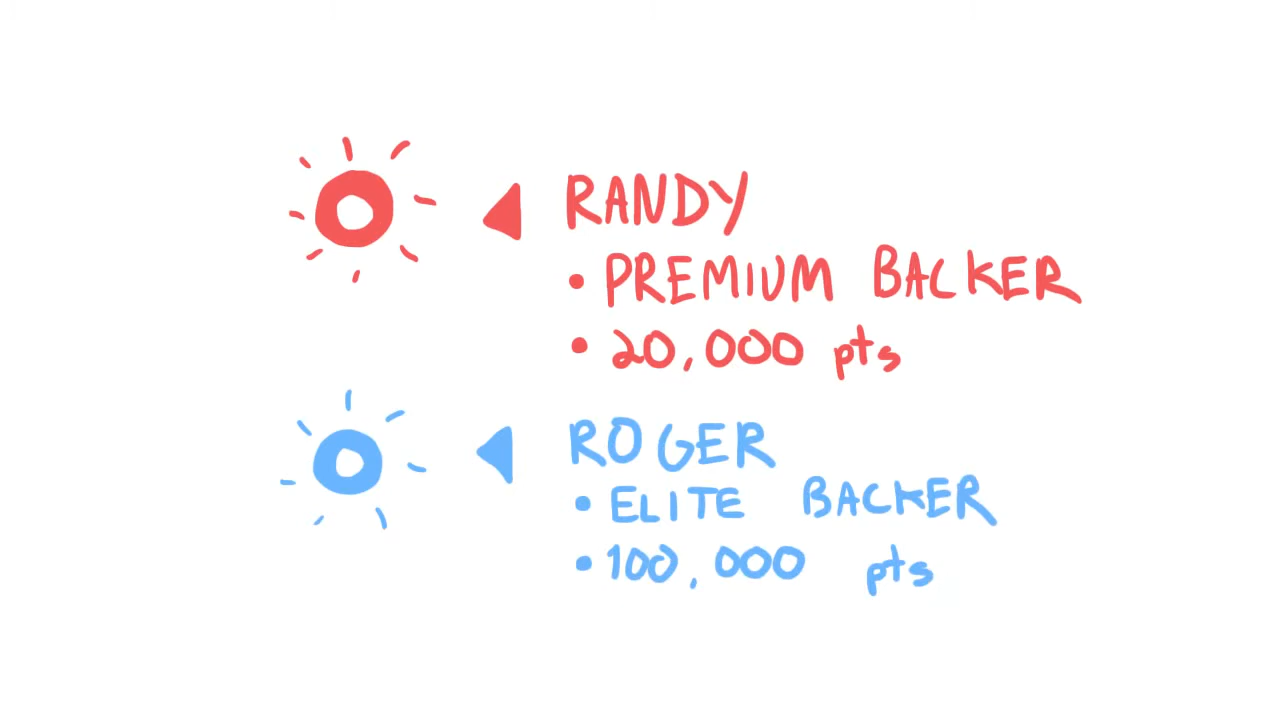 RANDY
• PREMIUM BACKER
• 20,000 pts
ROGER
• ELITE BACKER
• 100,000 pts